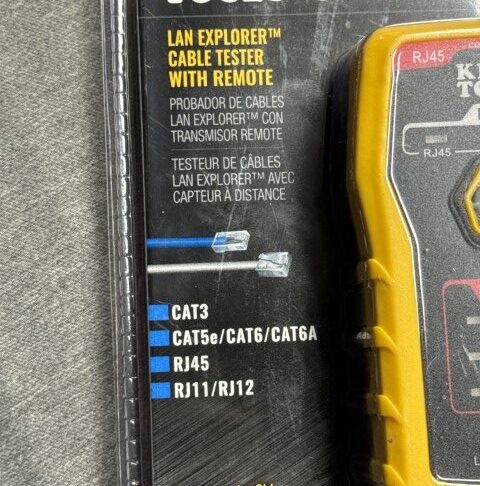 LAN EXPLORER™
CABLE TESTER
WITH REMOTE
PROBADOR DE CABLES
LAN EXPLORER™ CON
TRANSMISOR REMOTE
TESTEUR DE CÂBLES
LAN EXPLORER™ AVEC
CAPTEUR À DISTANCE
CAT3
CAT5e/CAT6/CAT6A
RJ45
RJ11/RJ12
RJ45
RJ45